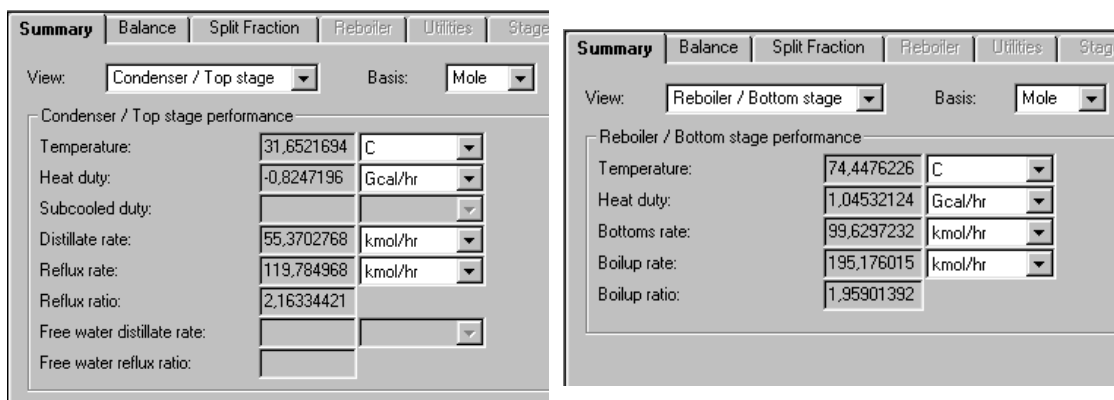 Summary Balance Split Fraction Reboiler Utilities Stage
View: Condenser / Top stage Basis: Mole
Condenser / Top stage performance
Temperature: 31,6521694 C
Heat duty: -0,8247196 Gcal/hr
Subcooled duty:
Distillate rate: 55,3702768 kmol/hr
Reflux rate: 119,784968 kmol/hr
Reflux ratio: 2,16334421
Free water distillate rate:
Free water reflux ratio:
Summary Balance Split Fraction Reboiler Utilities Stag
View: Reboiler / Bottom stage Basis: Mole
Reboiler / Bottom stage performance
Temperature: 74,4476226 C
Heat duty: 1,04532124 Gcal/hr
Bottoms rate: 99,6297232 kmol/hr
Boilup rate: 195,176015 kmol/hr
Boilup ratio: 1,95901392